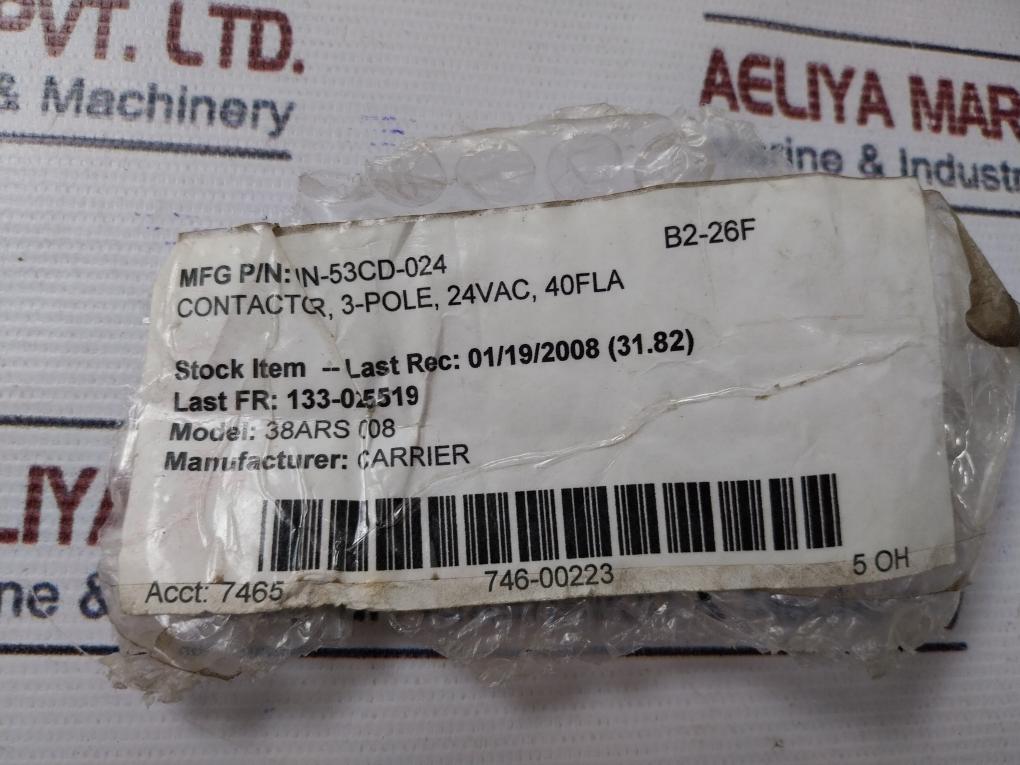 PVT. LTD.
& Machinery
AELIYA MAR
Marine & Industr
B2-26F
MFG P/N: IN-53CD-024
CONTACTOR, 3-POLE, 24VAC, 40FLA
Stock Item -- Last Rec: 01/19/2008 (31.82)
Last FR: 133-025519
Model: 38ARS 008
Manufacturer: CARRIER
Acct: 7465
746-00223
5 OH
LIYA
ne &